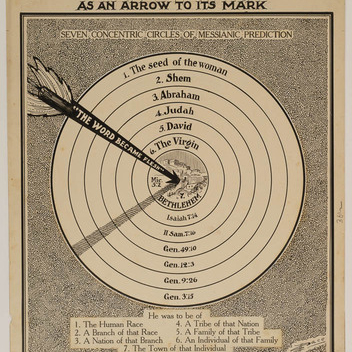 AS AN ARROW TO ITS MARK
SEVEN CONCENTRIC CIRCLES OF MESSIANIC PREDICTION
1. The seed of the woman
2. Shem
3. Abraham
4. Judah
5. David
6. The Virgin
"THE WORD BECAME FLESH"
Mic. 5:2
7.
BETHLEHEM
Isaiah 7:14
II Sam. 7:16
Gen. 49:10
Gen. 12:3
Gen. 9:26
Gen. 3:15
He was to be of
1. The Human Race
2. A Branch of that Race
3. A Nation of that Branch
4. A Tribe of that Nation
5. A Family of that Tribe
6. An Individual of that Family
7. The Town of that Individual